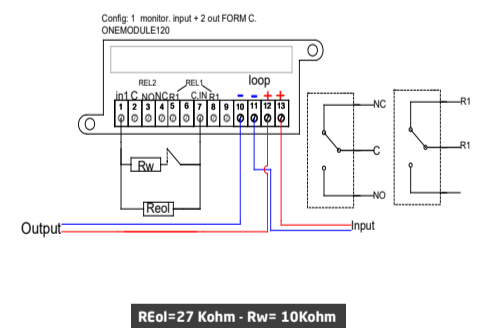 Config: 1 monitor. input + 2 out FORM C.
ONEMODULE120
REL2 REL1 loop
in1 C NO NC R1 C.IN R1 - - + +
1 2 3 4 5 6 7 8 9 10 11 12 13
NC
R1
C
R1
NO
Rw
Reol
Output
Input
REol=27 Kohm - Rw= 10Kohm